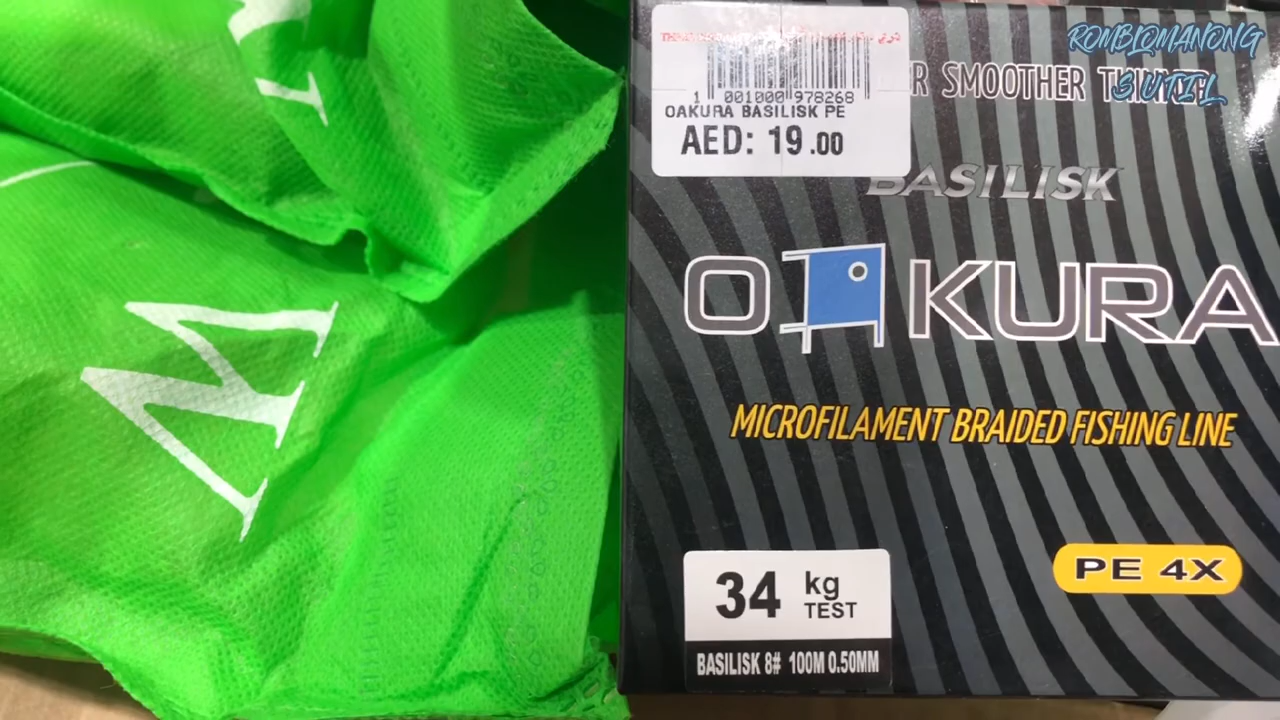 ROMBLOMANONG
SUTIL
R SMOOTHER
1 001000 978268
OAKURA BASILISK PE
AED: 19.00
BASILISK
OAKURA
MICROFILAMENT BRAIDED FISHING LINE
PE 4X
34 kg
TEST
BASILISK 8# 100M 0.50MM